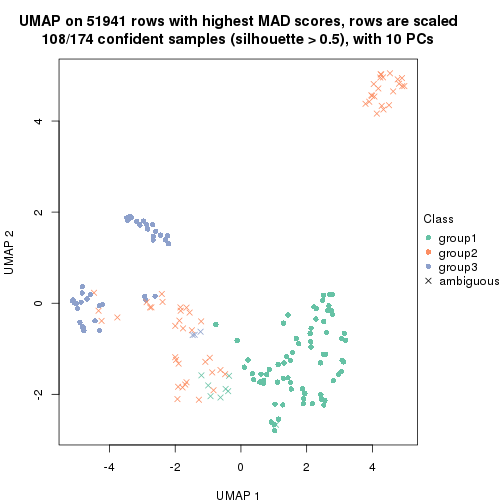 UMAP on 51941 rows with highest MAD scores, rows are scaled
108/174 confident samples (silhouette > 0.5), with 10 PCs
UMAP 2
4
2
0
-2
-4
-2
0
2
4
UMAP 1
Class
group1
group2
group3
ambiguous